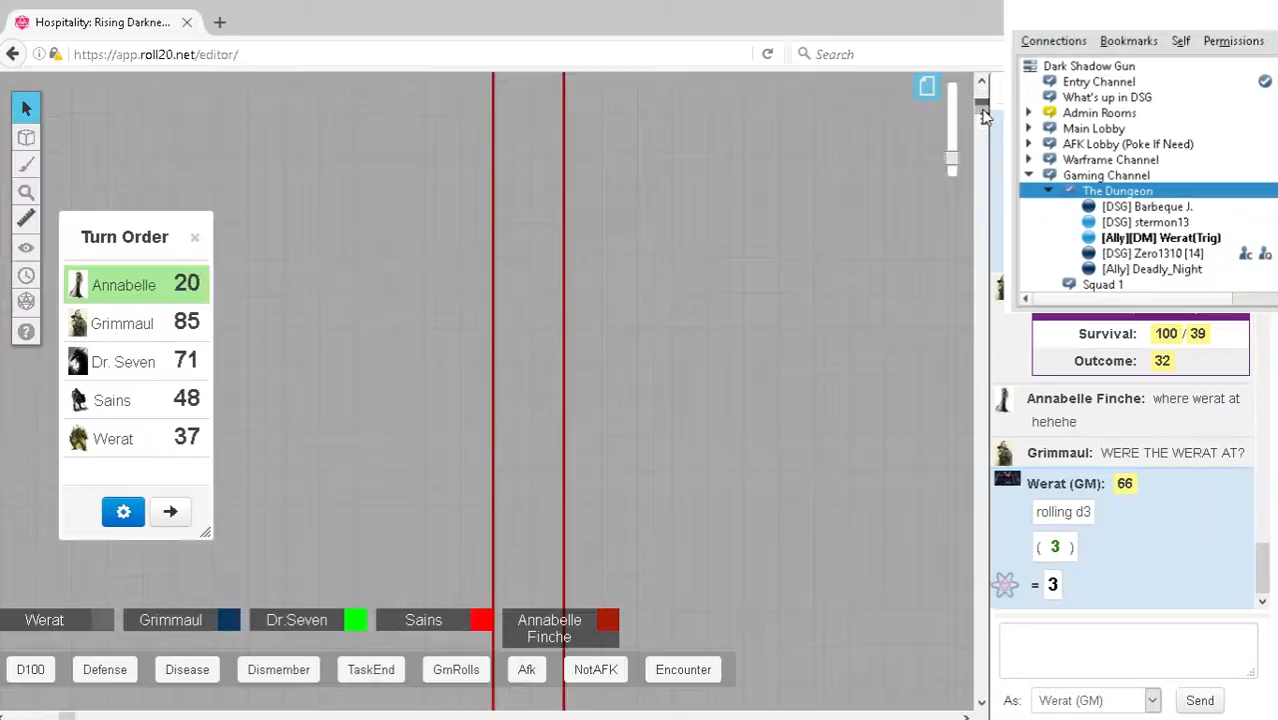 Hospitality: Rising Darkne...
https://app.roll20.net/editor/
Search
Connections Bookmarks Self Permissions
Dark Shadow Gun
Entry Channel
What's up in DSG
Admin Rooms
Main Lobby
AFK Lobby (Poke If Need)
Warframe Channel
Gaming Channel
The Dungeon
[DSG] Barbeque J.
[DSG] stermon13
[Ally][DM] Werat(Trig)
[DSG] Zero1310 [14]
[Ally] Deadly_Night
Squad 1
Turn Order
Annabelle 20
Grimmaul 85
Dr. Seven 71
Sains 48
Werat 37
Survival: 100 / 39
Outcome: 32
Annabelle Finche: where werat at
hehehe
Grimmaul: WERE THE WERAT AT?
Werat (GM): 66
rolling d3
( 3 )
= 3
Werat Grimmaul Dr.Seven Sains Annabelle
Finche
D100 Defense Disease Dismember TaskEnd GmRolls Afk NotAFK Encounter
As: Werat (GM) Send